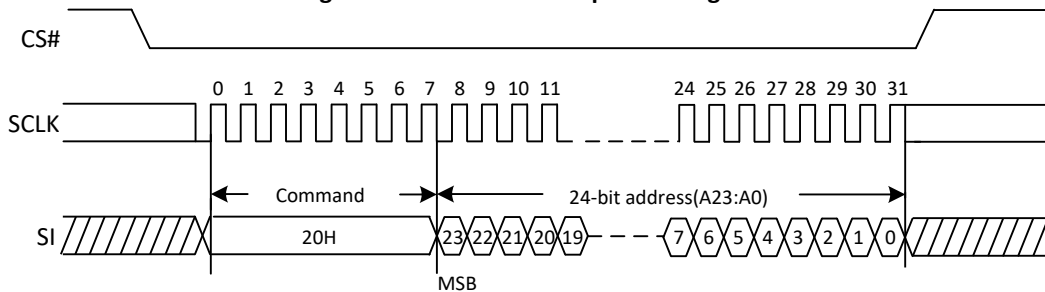 CS#
0 1 2 3 4 5 6 7 8 9 10 11 24 25 26 27 28 29 30 31
SCLK
Command 24-bit address(A23:A0)
SI 20H 23 22 21 20 19 7 6 5 4 3 2 1 0
MSB